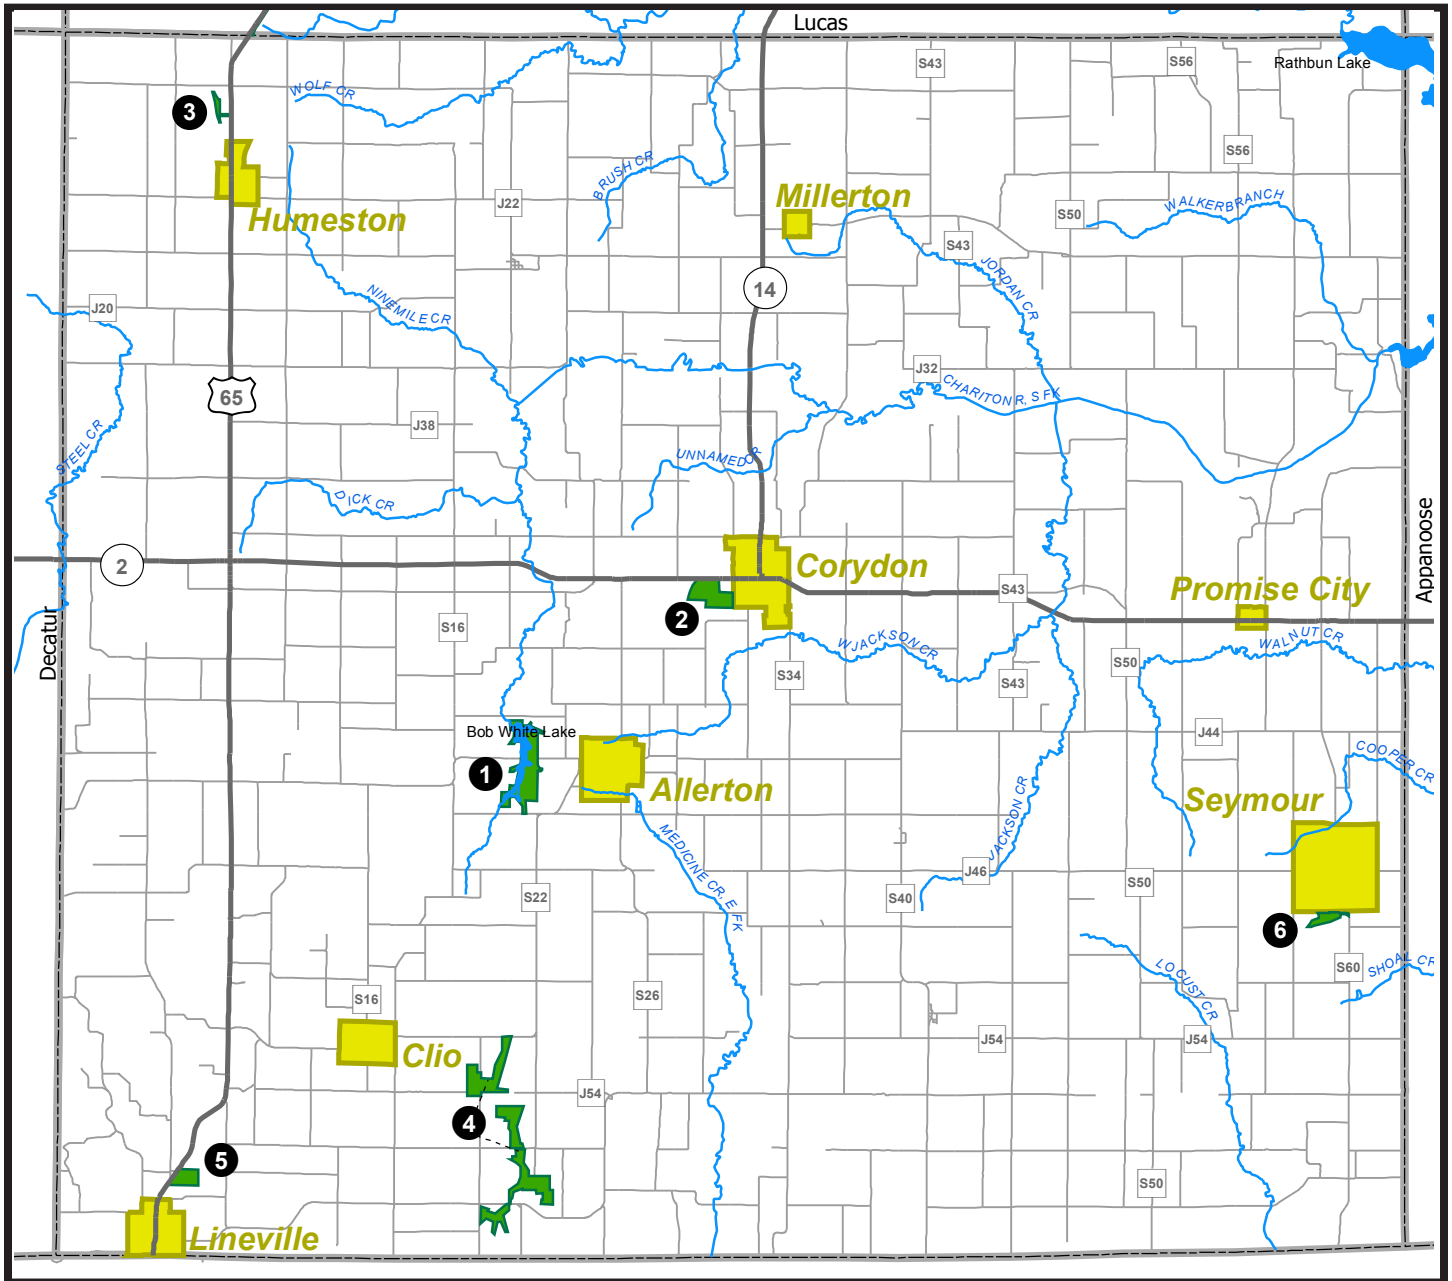 Lucas
S43
S56
Rathbun Lake
WOLF CR
3
S56
BRUSH CR
Millerton
J22
S50
WALKERBRANCH
Humeston
S43
JORDAN CR
14
NINEMILE CR
J20
J32
65
CHARITON R, S FK
J38
STEEL CR
UNNAMED CR
DICK CR
Appanoose
2
Corydon
S43
Promise City
2
S16
Decatur
W JACKSON CR
WALNUT CR
S50
S34
S43
Bob White Lake
J44
COOPER CR
1
Allerton
Seymour
JACKSON CR
MEDICINE CR, E FK
J46
S50
S22
S40
6
LOCUST CR
S60
SHOAL CR
S16
S26
Clio
J54
J54
J54
4
5
S50
Lineville